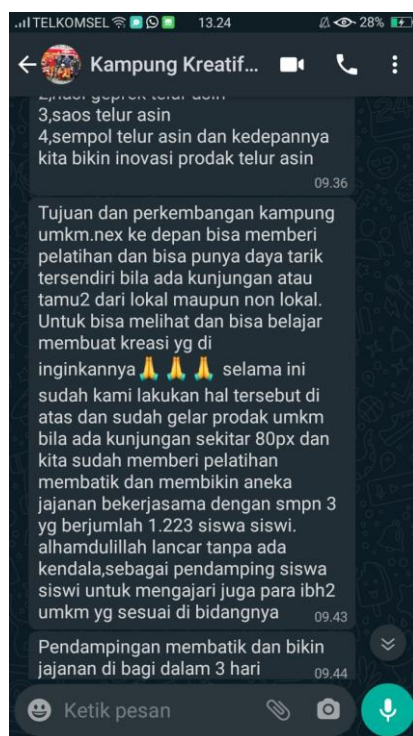 TELKOMSEL 13.24 28%
Kampung Kreatif...
2,nasi geprek telur asin
3,saos telur asin
4,sempol telur asin dan kedepannya
kita bikin inovasi prodak telur asin
09.36
Tujuan dan perkembangan kampung
umkm.nex ke depan bisa memberi
pelatihan dan bisa punya daya tarik
tersendiri bila ada kunjungan atau
tamu2 dari lokal maupun non lokal.
Untuk bisa melihat dan bisa belajar
membuat kreasi yg di
inginkannya🙏🙏🙏 selama ini
sudah kami lakukan hal tersebut di
atas dan sudah gelar prodak umkm
bila ada kunjungan sekitar 80px dan
kita sudah memberi pelatihan
membatik dan membikin aneka
jajanan bekerjasama dengan smpn 3
yg berjumlah 1.223 siswa siswi.
alhamdulillah lancar tanpa ada
kendala,sebagai pendamping siswa
siswi untuk mengajari juga para ibh2
umkm yg sesuai di bidangnya 09.43
Pendampingan membatik dan bikin
jajanan di bagi dalam 3 hari 09.44
Ketik pesan